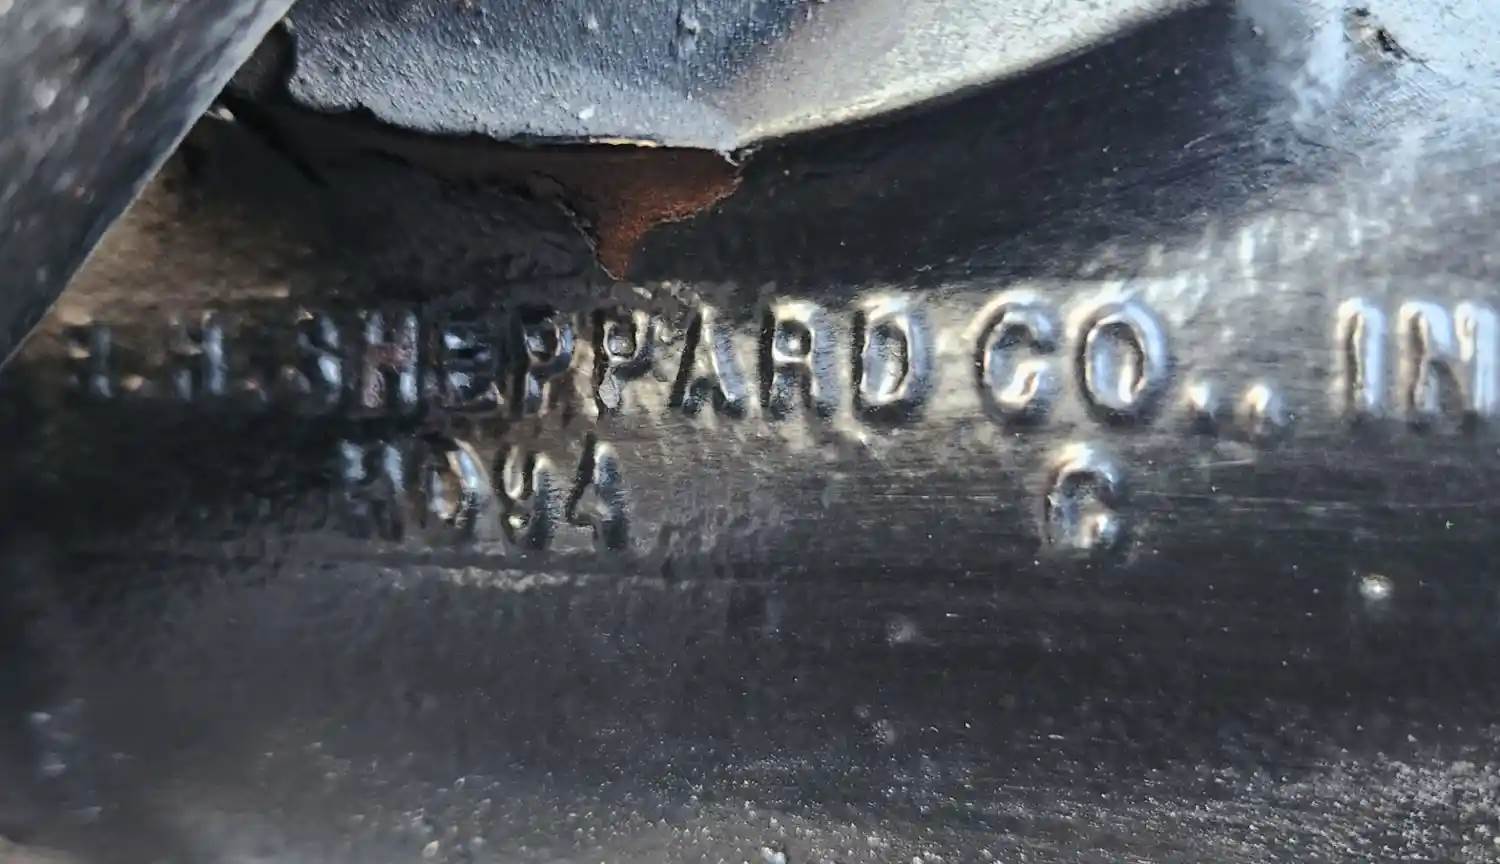 H. SHEPPARD CO., IN
HD94